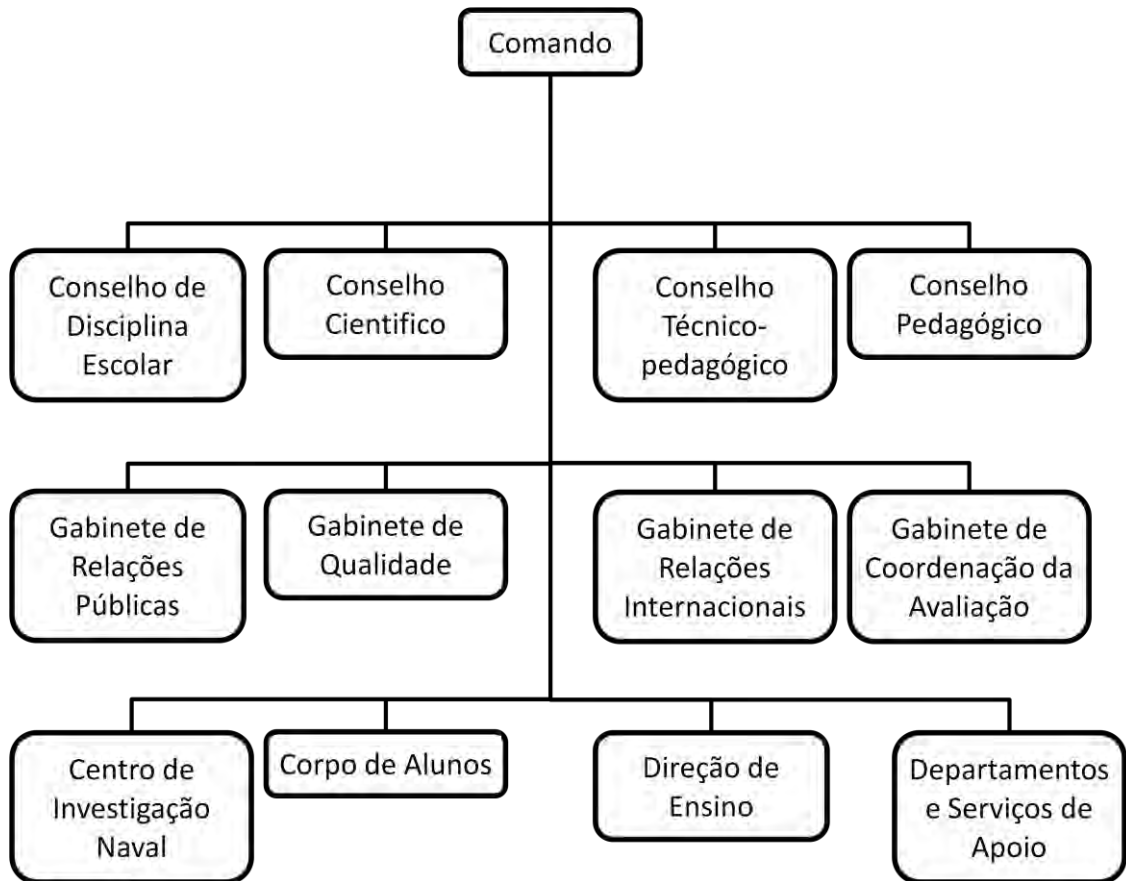 Comando
Conselho de
Disciplina
Escolar
Conselho
Cientifico
Conselho
Técnico-
pedagógico
Conselho
Pedagógico
Gabinete de
Relações
Públicas
Gabinete de
Qualidade
Gabinete de
Relações
Internacionais
Gabinete de
Coordenação da
Avaliação
Centro de
Investigação
Naval
Corpo de Alunos
Direção de
Ensino
Departamentos
e Serviços de
Apoio